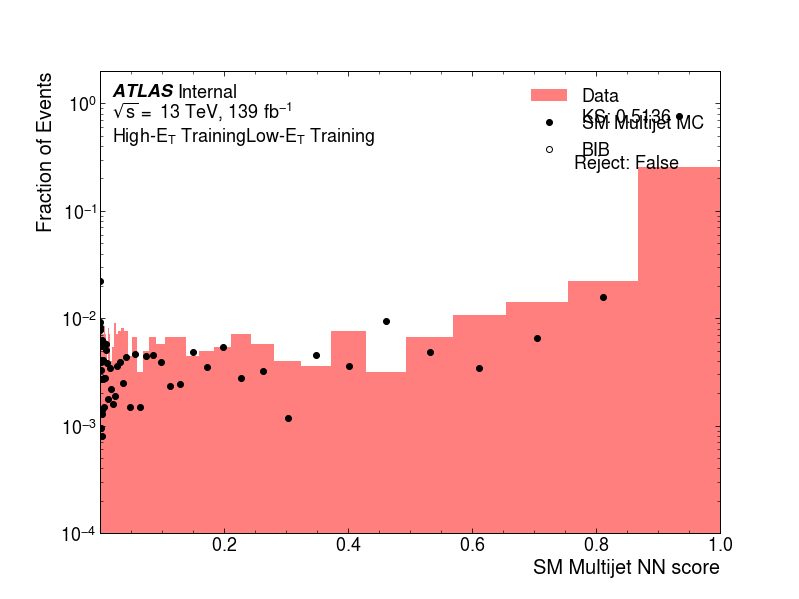 ATLAS Internal
√s = 13 TeV, 139 fb⁻¹
High-E_T TrainingLow-E_T Training
Data
KS: 0.5136
SM Multijet MC
BIB
Reject: False
Fraction of Events
10⁰
10⁻¹
10⁻²
10⁻³
10⁻⁴
0.2 0.4 0.6 0.8 1.0
SM Multijet NN score